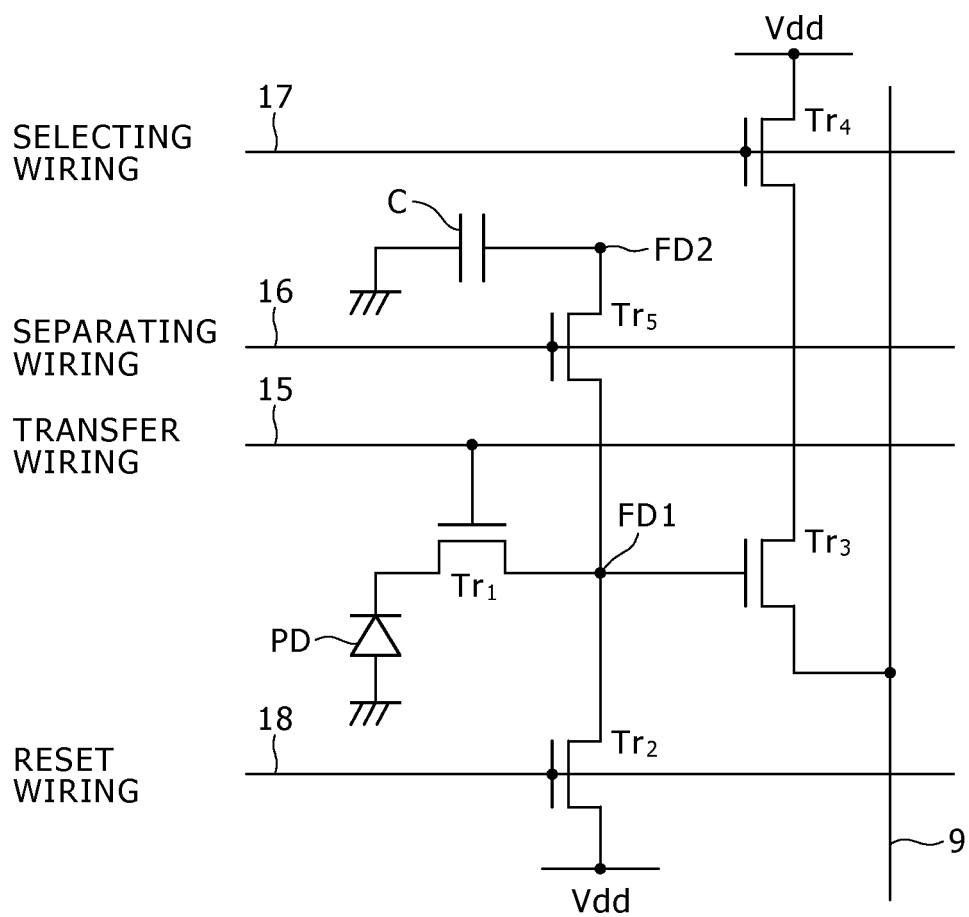 Vdd
17
SELECTING
WIRING
Tr4
C
FD2
16
SEPARATING
WIRING
Tr5
15
TRANSFER
WIRING
FD1
Tr3
Tr1
PD
18
RESET
WIRING
Tr2
9
Vdd